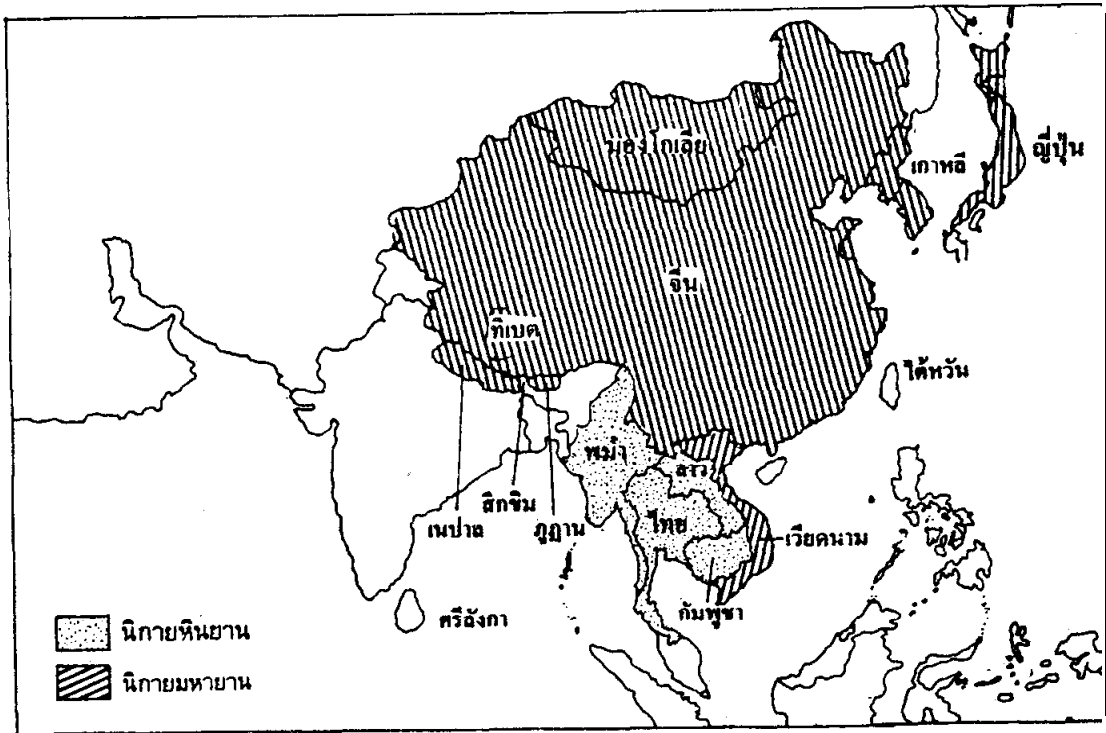 มองโกเลีย
เกาหลี
ญี่ปุ่น
จีน
ทิเบต
ไต้หวัน
พม่า
ลาว
สิกขิม
เนปาล
ภูฏาน
ไทย
เวียดนาม
กัมพูชา
ศรีลังกา
นิกายหินยาน
นิกายมหายาน